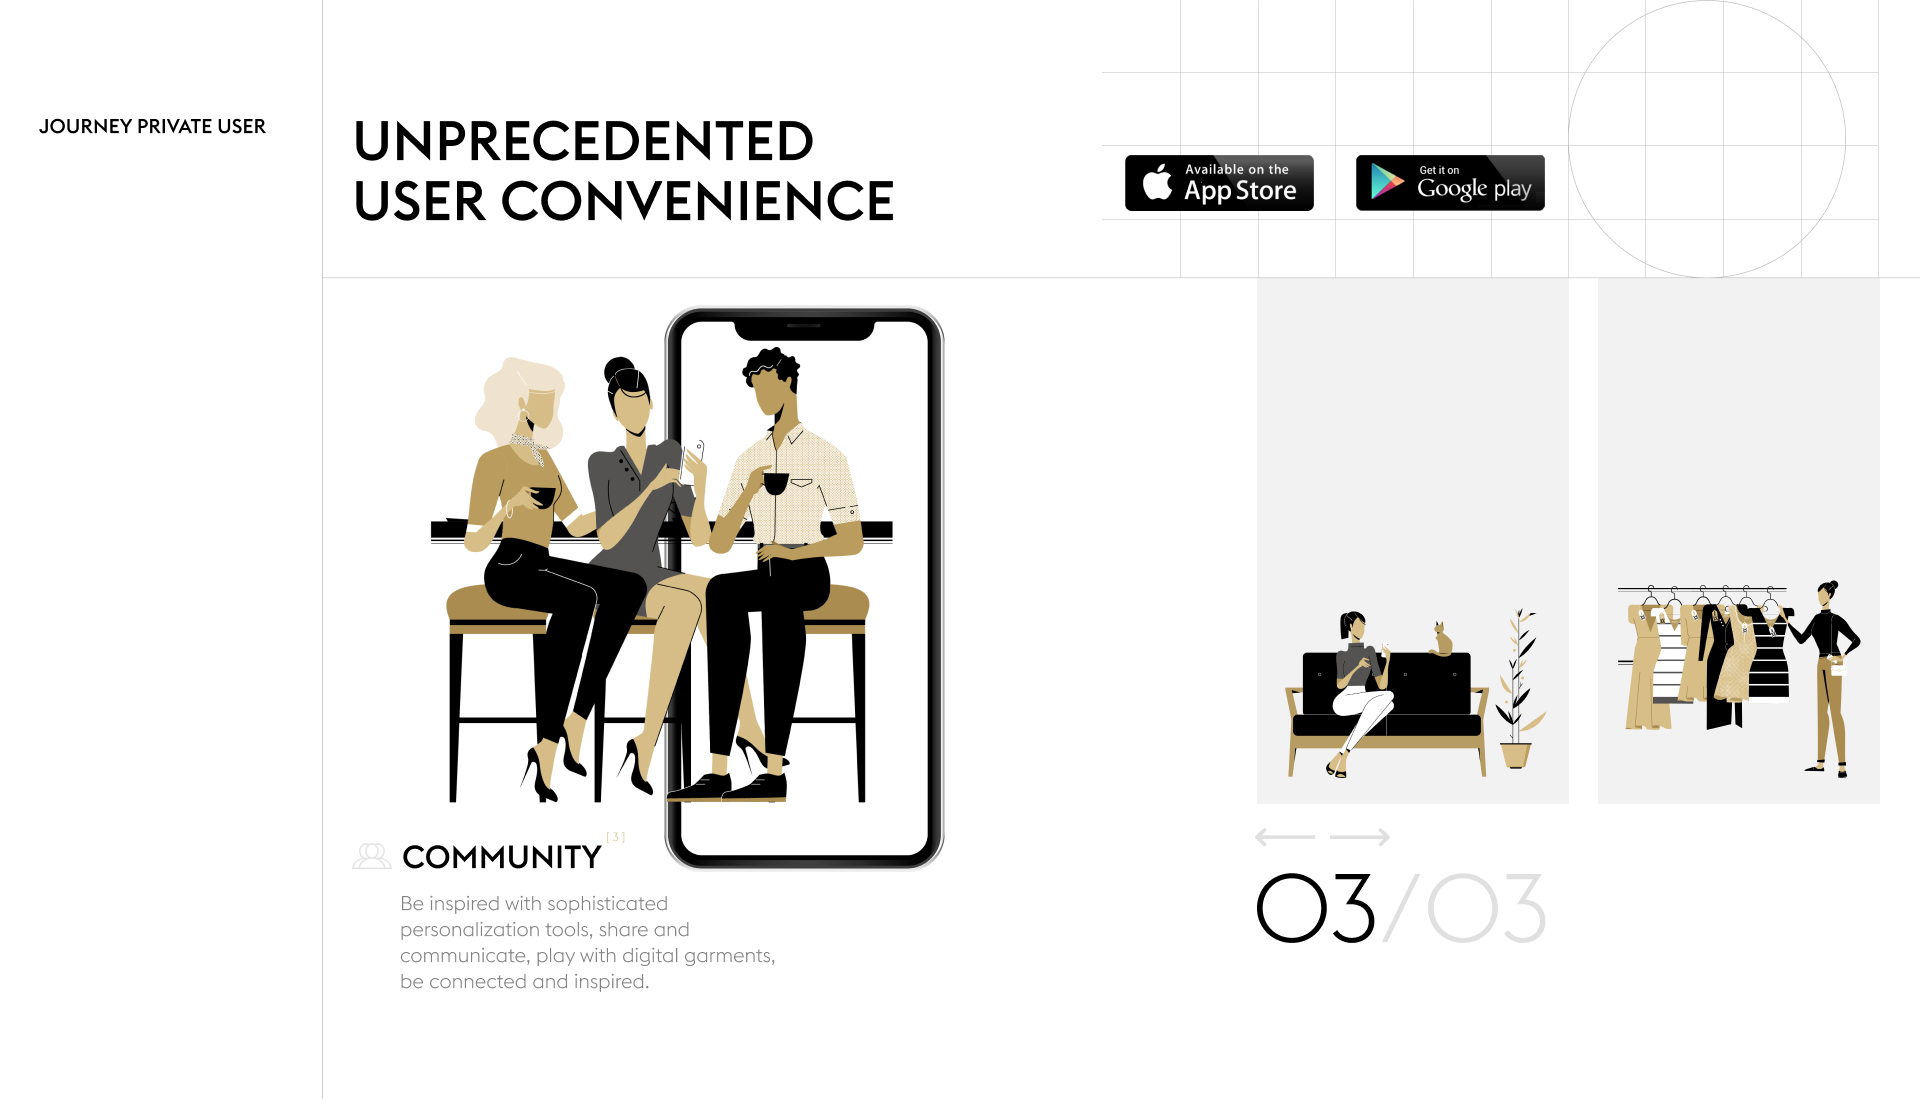 JOURNEY PRIVATE USER
UNPRECEDENTED
USER CONVENIENCE
Available on the
App Store
Get it on
Google play
COMMUNITY [3]
Be inspired with sophisticated
personalization tools, share and
communicate, play with digital garments,
be connected and inspired.
03/03